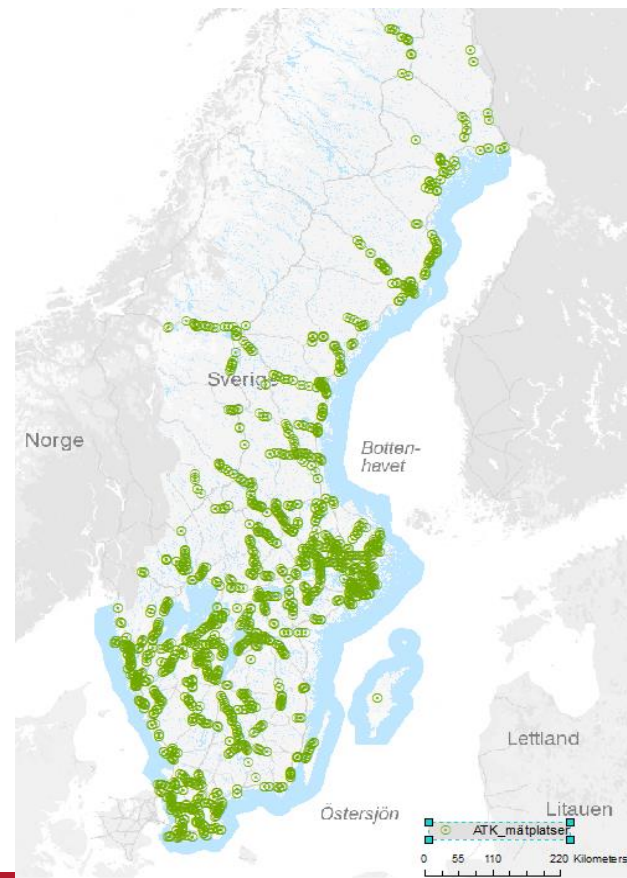 Sverige
Norge
Botten-
havet
Lettland
Östersjön
Litauen
ATK_mätplatser
0 55 110 220 Kilometers